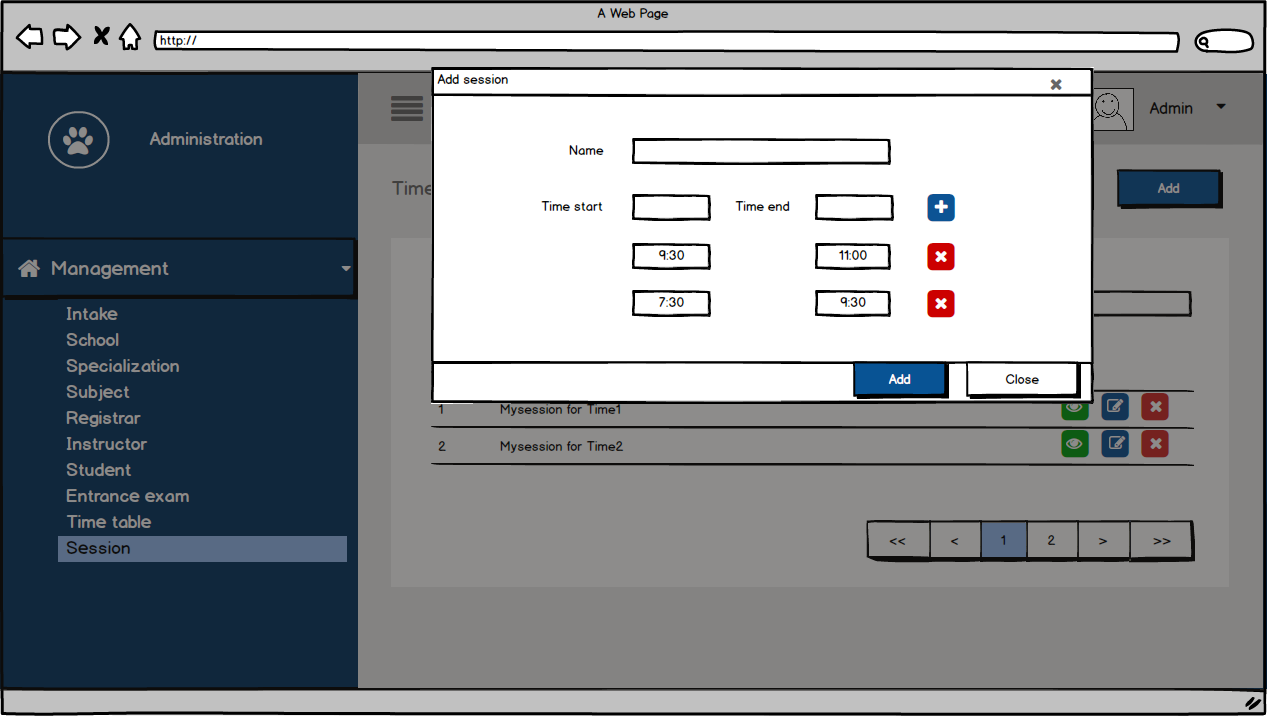 A Web Page
http://
Add session
Administration
Admin
Name
Time
Add
Time start
Time end
Management
9:30
11:00
7:30
9:30
Intake
School
Specialization
Subject
Registrar
Instructor
Student
Entrance exam
Time table
Session
Add
Close
1 Mysession for Time1
2 Mysession for Time2
<< < 1 2 > >>